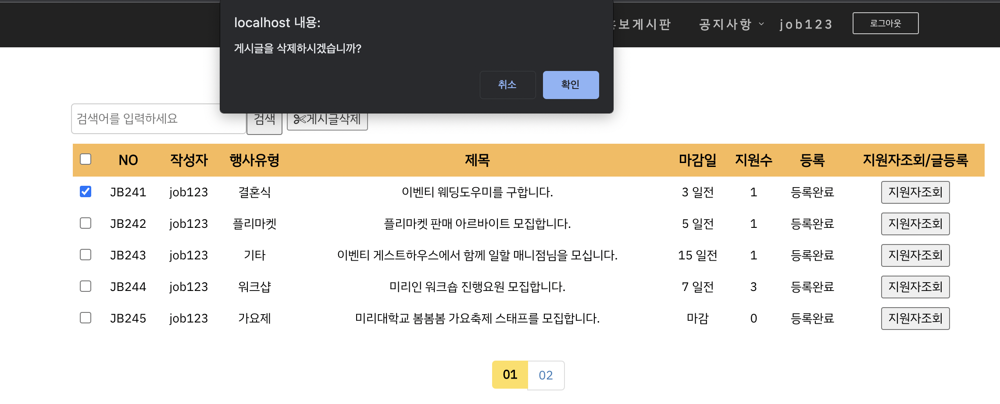 localhost 내용:
게시글을 삭제하시겠습니까?
취소 확인
보게시판 공지사항 job123 로그아웃
검색어를 입력하세요 검색 게시글삭제
NO 작성자 행사유형 제목 마감일 지원수 등록 지원자조회/글등록
JB241 job123 결혼식 이벤티 웨딩도우미를 구합니다. 3 일전 1 등록완료 지원자조회
JB242 job123 플리마켓 플리마켓 판매 아르바이트 모집합니다. 5 일전 1 등록완료 지원자조회
JB243 job123 기타 이벤티 게스트하우스에서 함께 일할 매니점님을 모십니다. 15 일전 1 등록완료 지원자조회
JB244 job123 워크샵 미리인 워크숍 진행요원 모집합니다. 7 일전 3 등록완료 지원자조회
JB245 job123 가요제 미리대학교 봄봄봄 가요축제 스태프를 모집합니다. 마감 0 등록완료 지원자조회
01 02